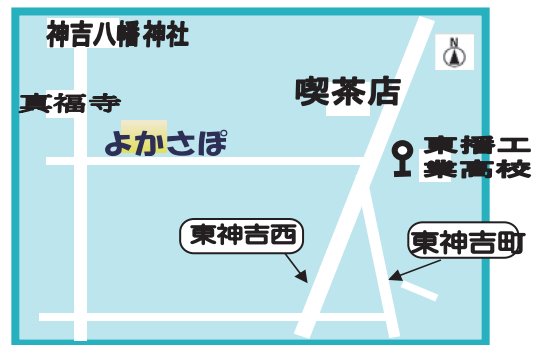 神吉八幡神社
N
喫茶店
真福寺
よかさぽ
東播工
業高校
東神吉西
東神吉町